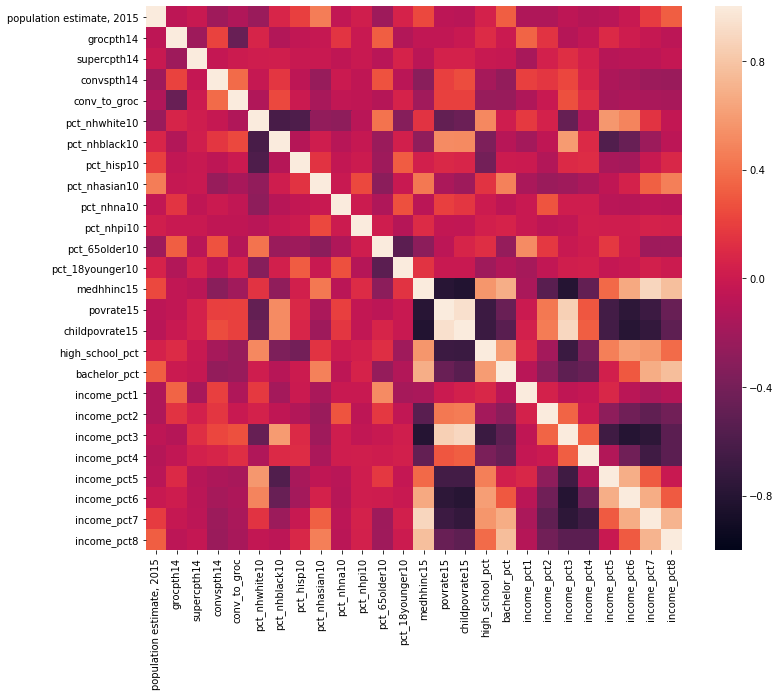 population estimate, 2015
grocpth14
supercpth14
convspth14
conv_to_groc
pct_nhwhite10
pct_nhblack10
pct_hisp10
pct_nhasian10
pct_nhna10
pct_nhpi10
pct_65older10
pct_18younger10
medhhinc15
povrate15
childpovrate15
high_school_pct
bachelor_pct
income_pct1
income_pct2
income_pct3
income_pct4
income_pct5
income_pct6
income_pct7
income_pct8
population estimate, 2015
grocpth14
supercpth14
convspth14
conv_to_groc
pct_nhwhite10
pct_nhblack10
pct_hisp10
pct_nhasian10
pct_nhna10
pct_nhpi10
pct_65older10
pct_18younger10
medhhinc15
povrate15
childpovrate15
high_school_pct
bachelor_pct
income_pct1
income_pct2
income_pct3
income_pct4
income_pct5
income_pct6
income_pct7
income_pct8
0.8
0.4
0.0
−0.4
−0.8